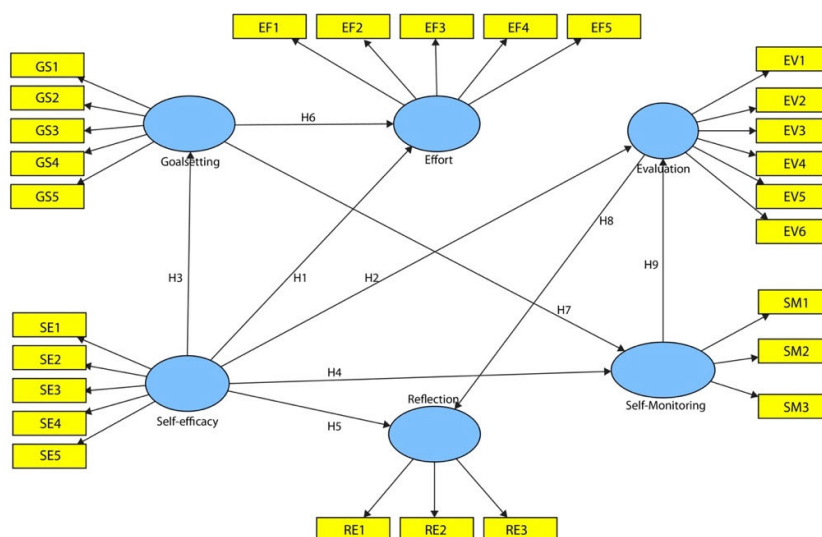 EF1
EF2
EF3
EF4
EF5
GS1
GS2
GS3
GS4
GS5
EV1
EV2
EV3
EV4
EV5
EV6
H6
Goalsetting
Effort
Evaluation
H8
H3
H1
H2
H9
H7
SE1
SE2
SE3
SE4
SE5
SM1
SM2
SM3
H4
Reflection
Self-Monitoring
Self-efficacy
H5
RE1
RE2
RE3